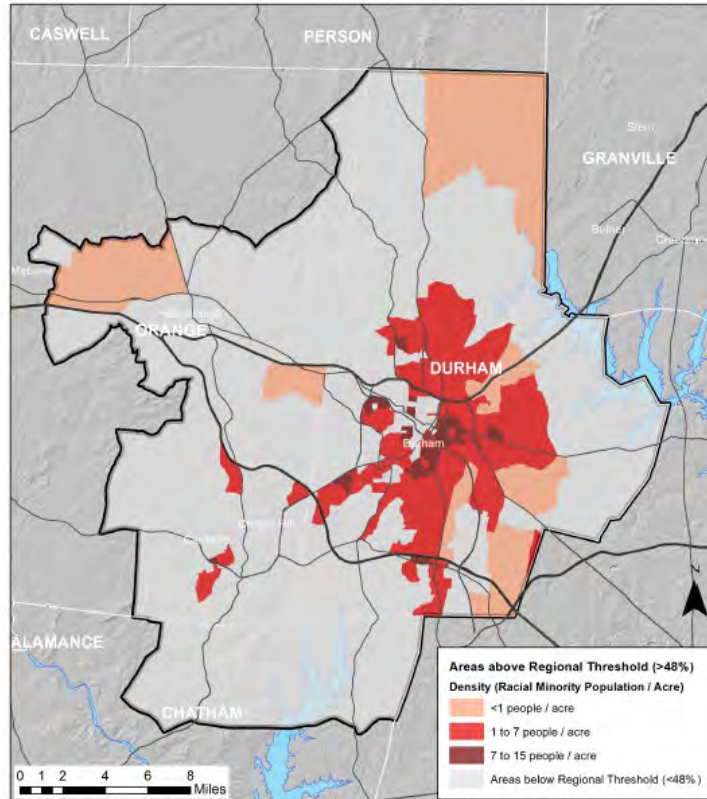 CASWELL
PERSON
Stem
GRANVILLE
Butner
Creedmoor
Mebane
ORANGE
DURHAM
Durham
Chapel Hill
Carrboro
N
ALAMANCE
CHATHAM
Areas above Regional Threshold (>48%)
Density (Racial Minority Population / Acre)
<1 people / acre
1 to 7 people / acre
7 to 15 people / acre
Areas below Regional Threshold (<48%)
0 1 2 4 6 8
Miles